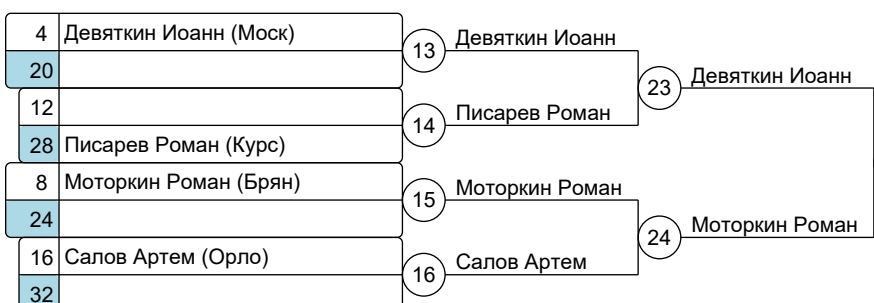 4 Девяткин Иоанн (Моск)
13 Девяткин Иоанн
20
23 Девяткин Иоанн
12
14 Писарев Роман
28 Писарев Роман (Курс)
8 Моторкин Роман (Брян)
15 Моторкин Роман
24
24 Моторкин Роман
16 Салов Артем (Орло)
16 Салов Артем
32